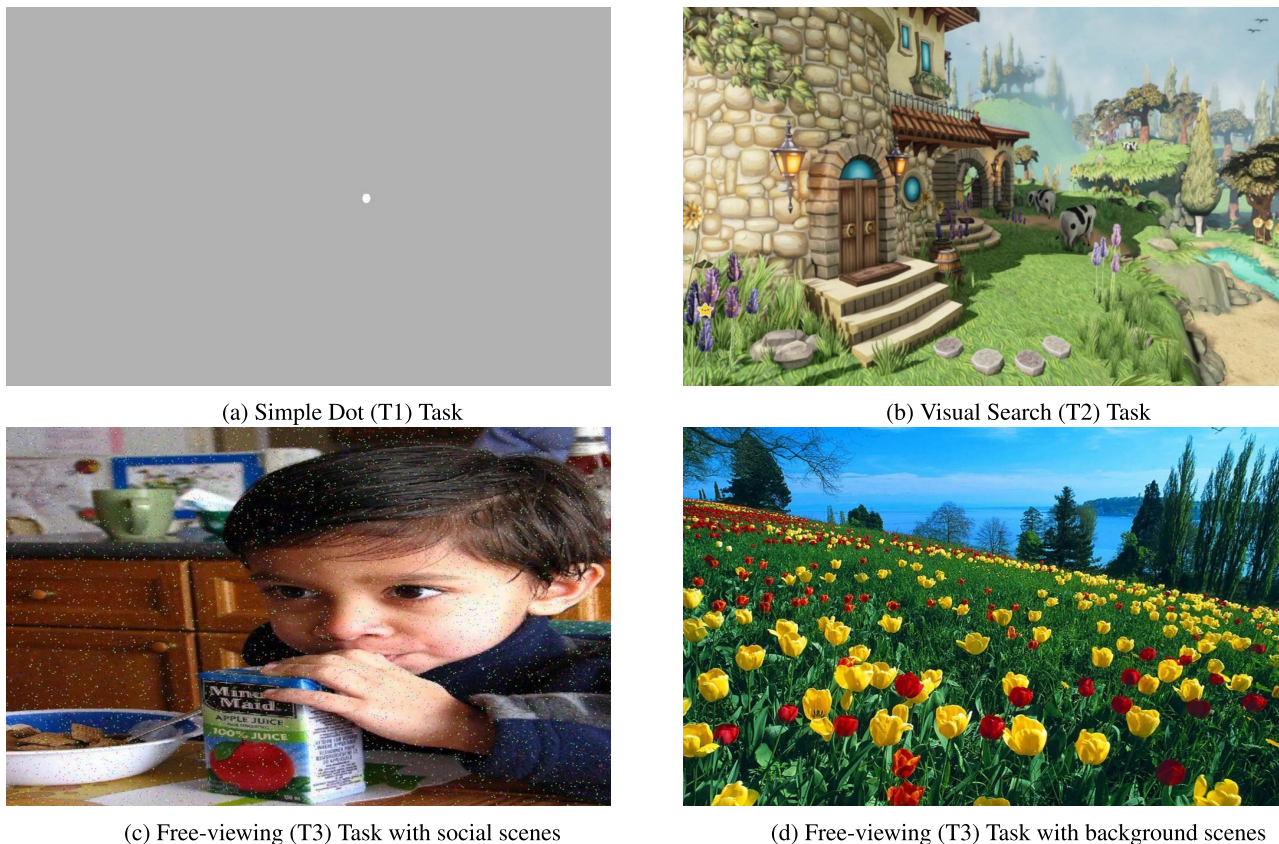 (a) Simple Dot (T1) Task
(b) Visual Search (T2) Task
Minute
Maid
APPLE JUICE
100% JUICE
(c) Free-viewing (T3) Task with social scenes
(d) Free-viewing (T3) Task with background scenes